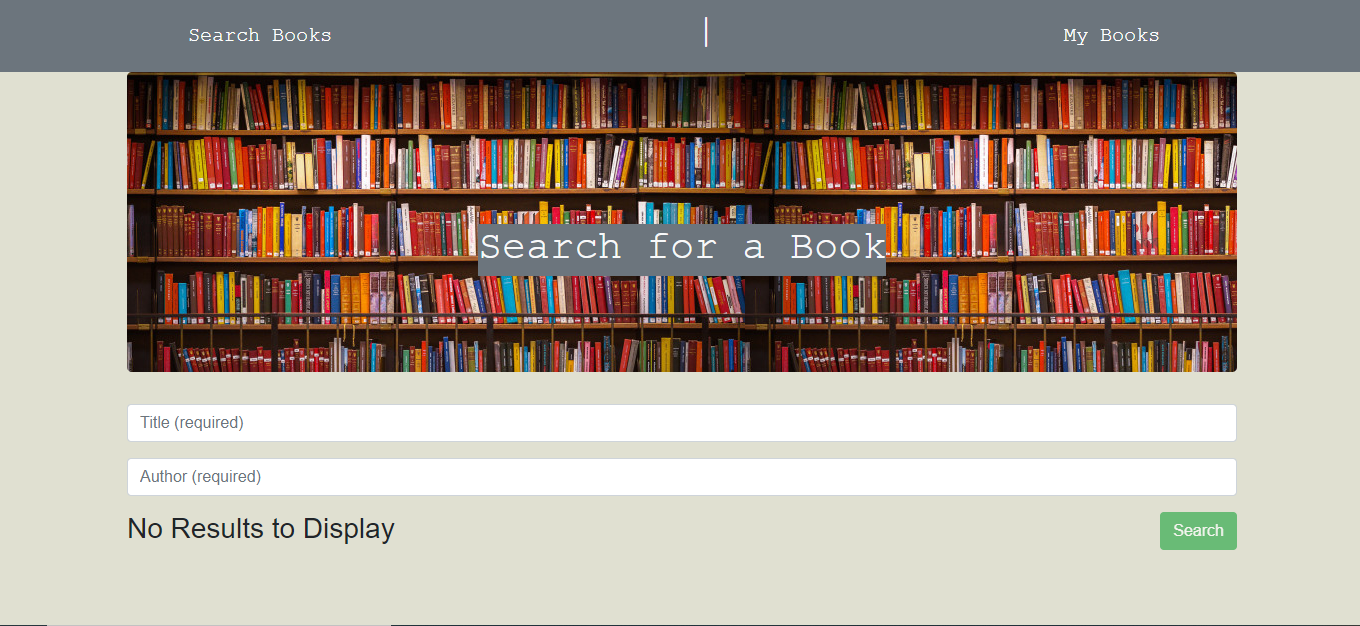 Search Books | My Books
Search for a Book
Title (required)
Author (required)
No Results to Display
Search